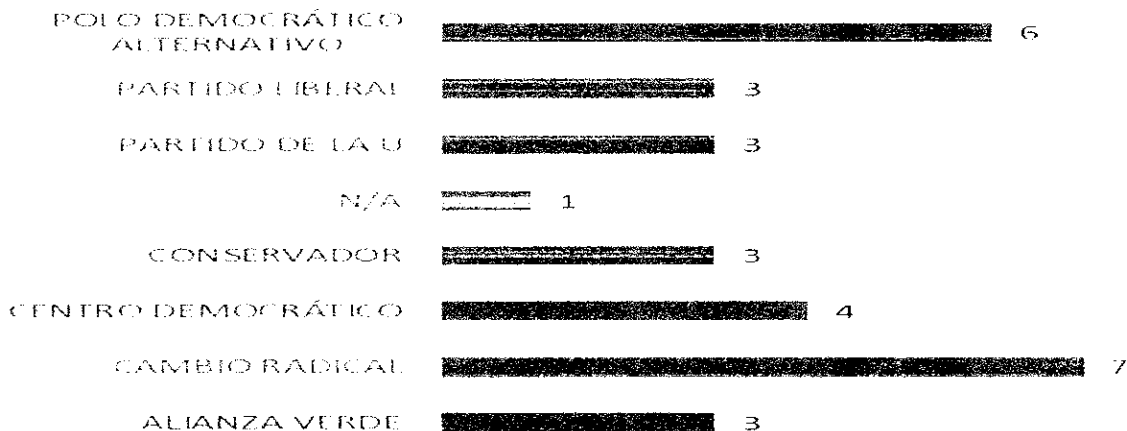 POLO DEMOCRÁTICO
ALTERNATIVO 6
PARTIDO LIBERAL 3
PARTIDO DE LA U 3
N/A 1
CONSERVADOR 3
CENTRO DEMOCRÁTICO 4
CAMBIO RADICAL 7
ALIANZA VERDE 3